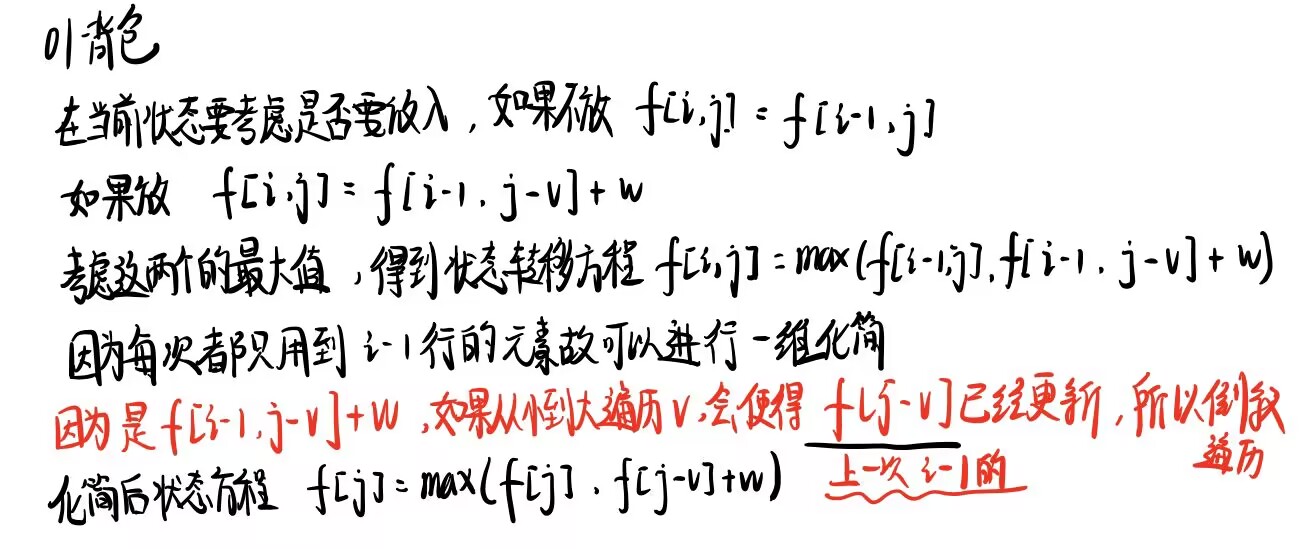 01背包
在当前状态要考虑是否要放入，如果不放 f[i,j] = f[i-1,j]
如果放 f[i,j] = f[i-1, j-v] + w
考虑这两个的最大值，得到状态转移方程 f[i,j] = max(f[i-1,j], f[i-1, j-v] + w)
因为每次都只用到 i-1 行的元素故可以进行一维化简
因为是 f[i-1, j-v] + w，如果从小到大遍历 v，会使得 f[j-v] 已经更新，所以倒叙
遍历
上一次 i-1 的
化简后状态方程 f[j] = max(f[j], f[j-v]+w)